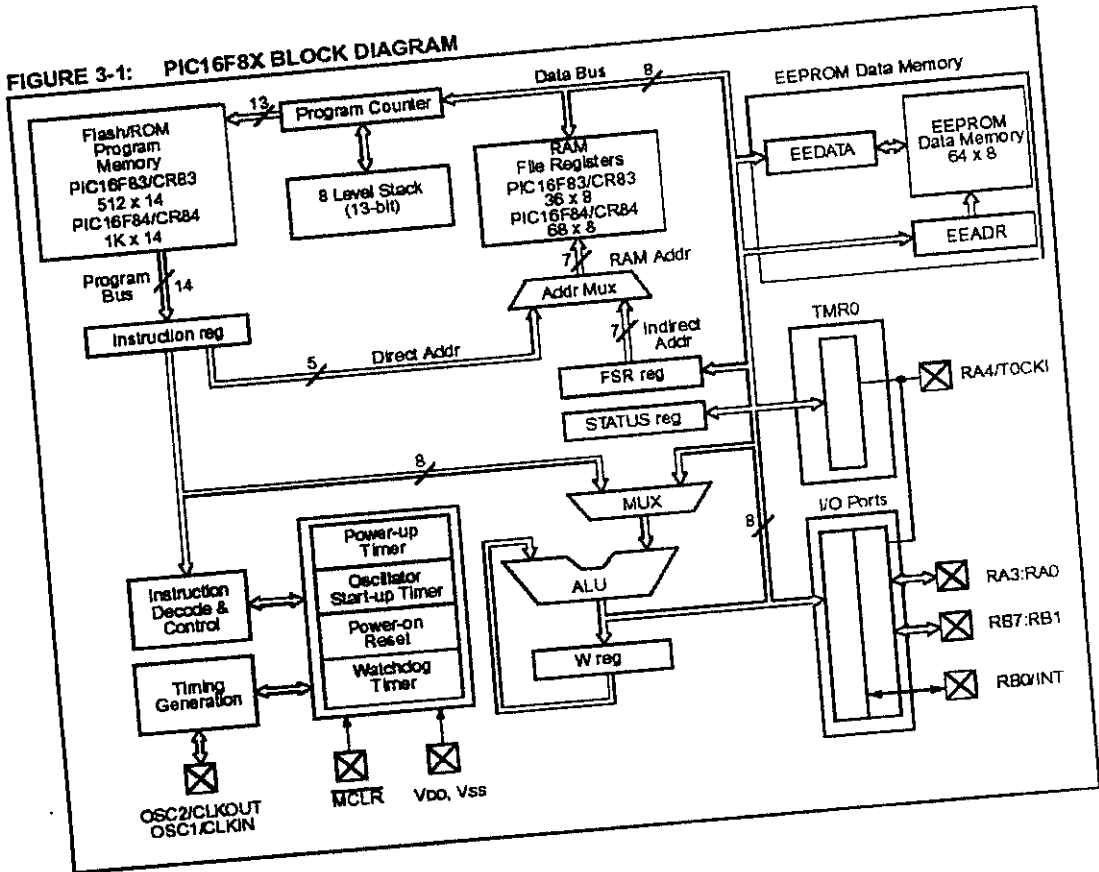 FIGURE 3-1: PIC16F8X BLOCK DIAGRAM
Data Bus
8
EEPROM Data Memory
13
Program Counter
Flash/ROM
Program
Memory
PIC16F83/CR83
512 x 14
PIC16F84/CR84
1K x 14
8 Level Stack
(13-bit)
RAM
File Registers
PIC16F83/CR83
36 x 8
PIC16F84/CR84
68 x 8
EEDATA
EEPROM
Data Memory
64 x 8
EEADR
Program
Bus
14
7
RAM Addr
Addr Mux
Instruction reg
5
Direct Addr
7
Indirect
Addr
FSR reg
STATUS reg
TMR0
RA4/T0CKI
8
MUX
8
I/O Ports
Power-up
Timer
Oscillator
Start-up Timer
Power-on
Reset
Watchdog
Timer
Instruction
Decode &
Control
Timing
Generation
ALU
W reg
RA3:RA0
RB7:RB1
RB0/INT
OSC2/CLKOUT
OSC1/CLKIN
MCLR
VDD, VSS